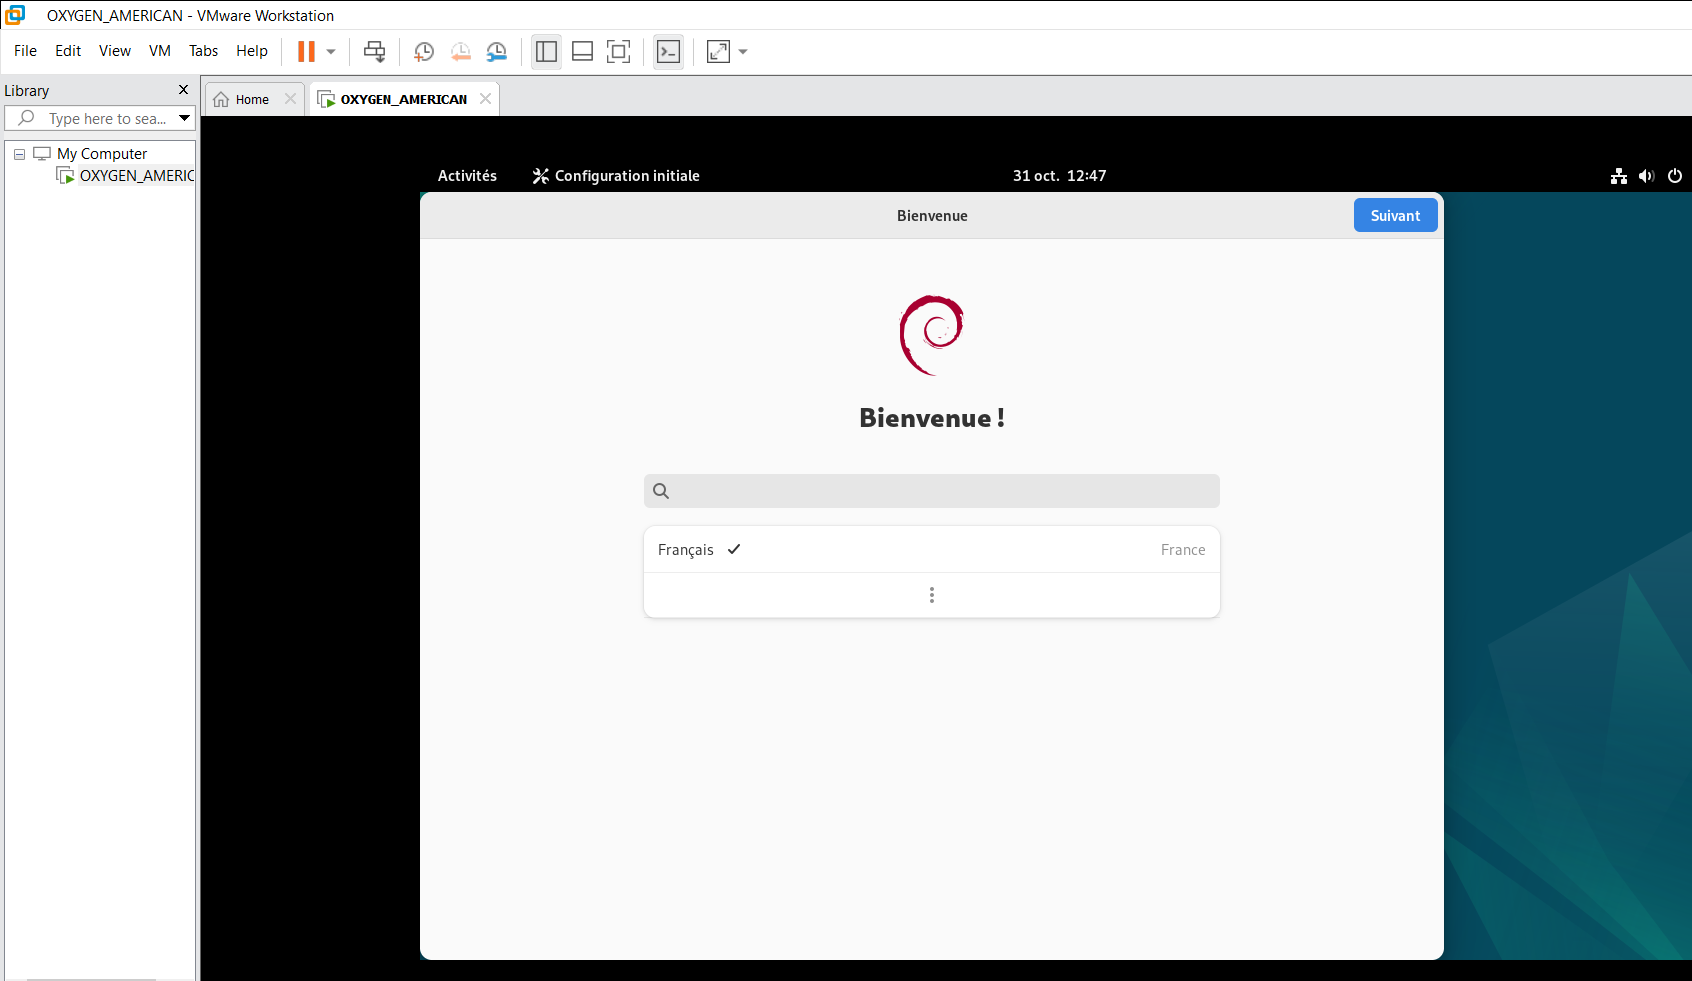 OXYGEN_AMERICAN - VMware Workstation
File Edit View VM Tabs Help
Library
Home
OXYGEN_AMERICAN
Type here to sea...
My Computer
OXYGEN_AMERIC
Activités
Configuration initiale
31 oct. 12:47
Bienvenue
Suivant
Bienvenue !
Français
France